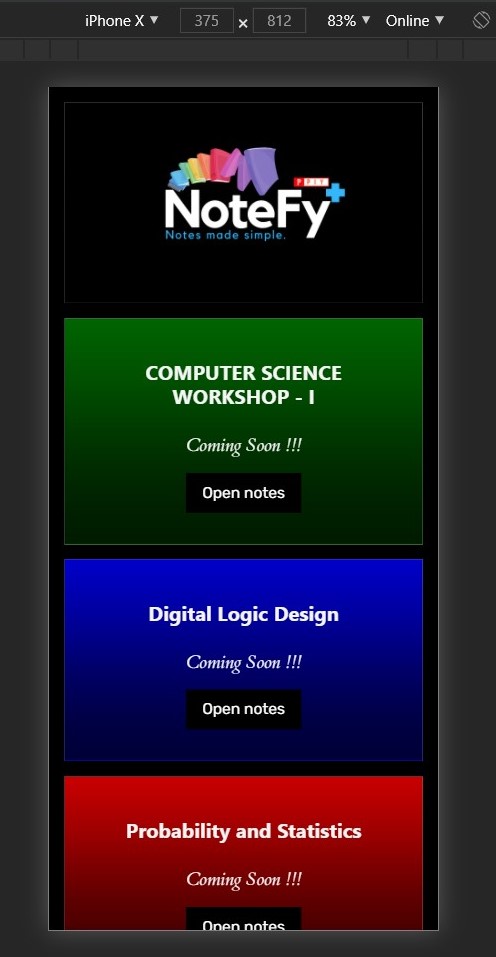 iPhone X ▼ 375 × 812 83% ▼ Online ▼
NoteFy+
Notes made simple.
COMPUTER SCIENCE
WORKSHOP - I
Coming Soon !!!
Open notes
Digital Logic Design
Coming Soon !!!
Open notes
Probability and Statistics
Coming Soon !!!
Open notes